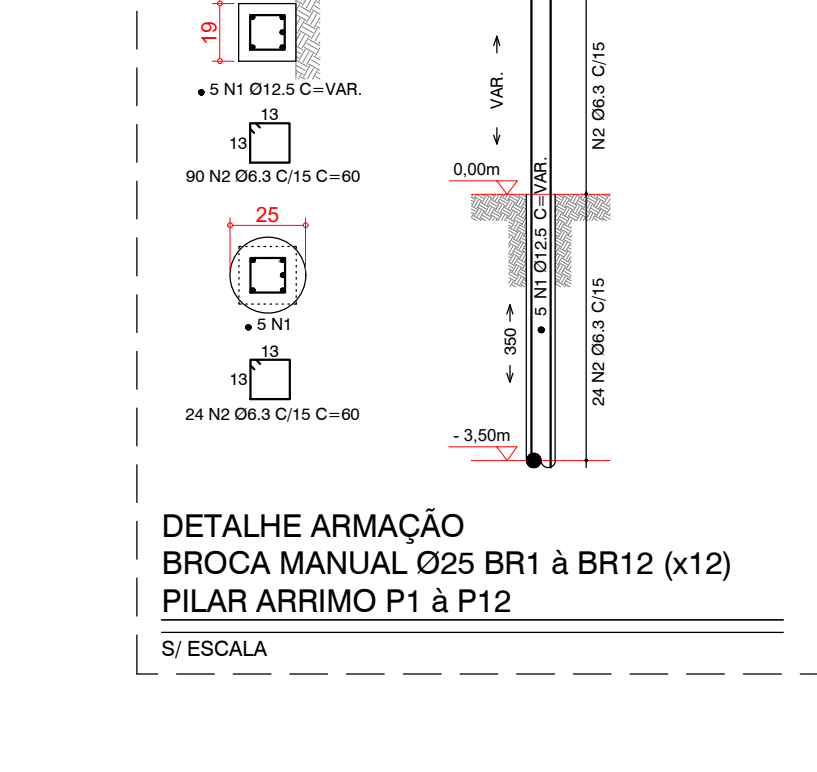 19
5 N1 Ø12.5 C=VAR.
13
13
90 N2 Ø6.3 C/15 C=60
25
5 N1
13
13
24 N2 Ø6.3 C/15 C=60
VAR.
N2 Ø6.3 C/15
0,00m
5 N1 Ø12.5 C=VAR.
350
24 N2 Ø6.3 C/15
- 3,50m
DETALHE ARMAÇÃO
BROCA MANUAL Ø25 BR1 à BR12 (x12)
PILAR ARRIMO P1 à P12
S/ ESCALA